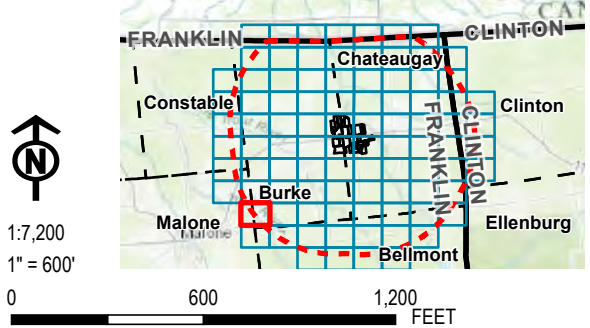 CAN
FRANKLIN
CLINTON
Chateaugay
Constable
Clinton
FRANKLIN
CLINTON
N
Burke
1:7,200
Malone
Malone
Ellenburg
1" = 600'
Bellmont
0
600
1,200
FEET